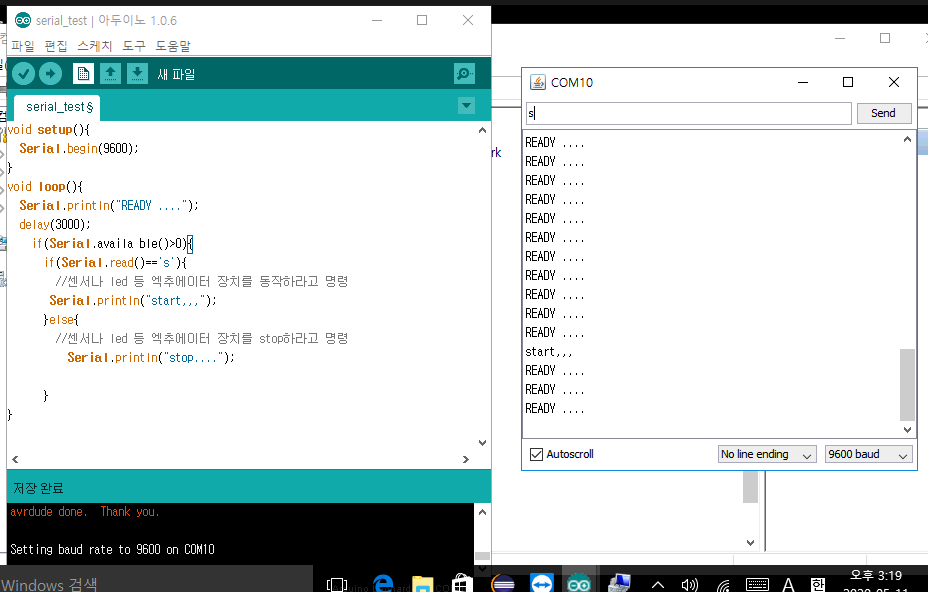 serial_test | 아두이노 1.0.6
파일 편집 스케치 도구 도움말
새 파일
serial_test§
void setup(){
Serial.begin(9600);
}
void loop(){
Serial.println("READY ....");
delay(3000);
if(Serial.availa ble()>0){
if(Serial.read()=='s'){
//센서나 led 등 엑추에이터 장치를 동작하라고 명령
Serial.println("start,,,");
}else{
//센서나 led 등 엑추에이터 장치를 stop하라고 명령
Serial.println("stop....");
}
}
저장 완료
avrdude done.  Thank you.
Setting baud rate to 9600 on COM10
rk
COM10
s
Send
READY ....
READY ....
READY ....
READY ....
READY ....
READY ....
READY ....
READY ....
READY ....
READY ....
READY ....
start,,,
READY ....
READY ....
READY ....
Autoscroll
No line ending
9600 baud
Windows 검색
A
한
오후 3:19